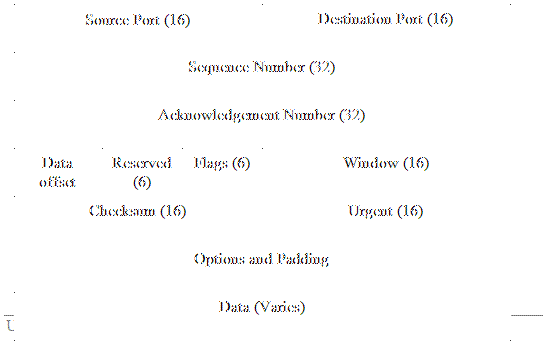 Source Port (16) Destination Port (16)
Sequence Number (32)
Acknowledgement Number (32)
Data offset Reserved (6) Flags (6) Window (16)
Checksum (16) Urgent (16)
Options and Padding
Data (Varies)